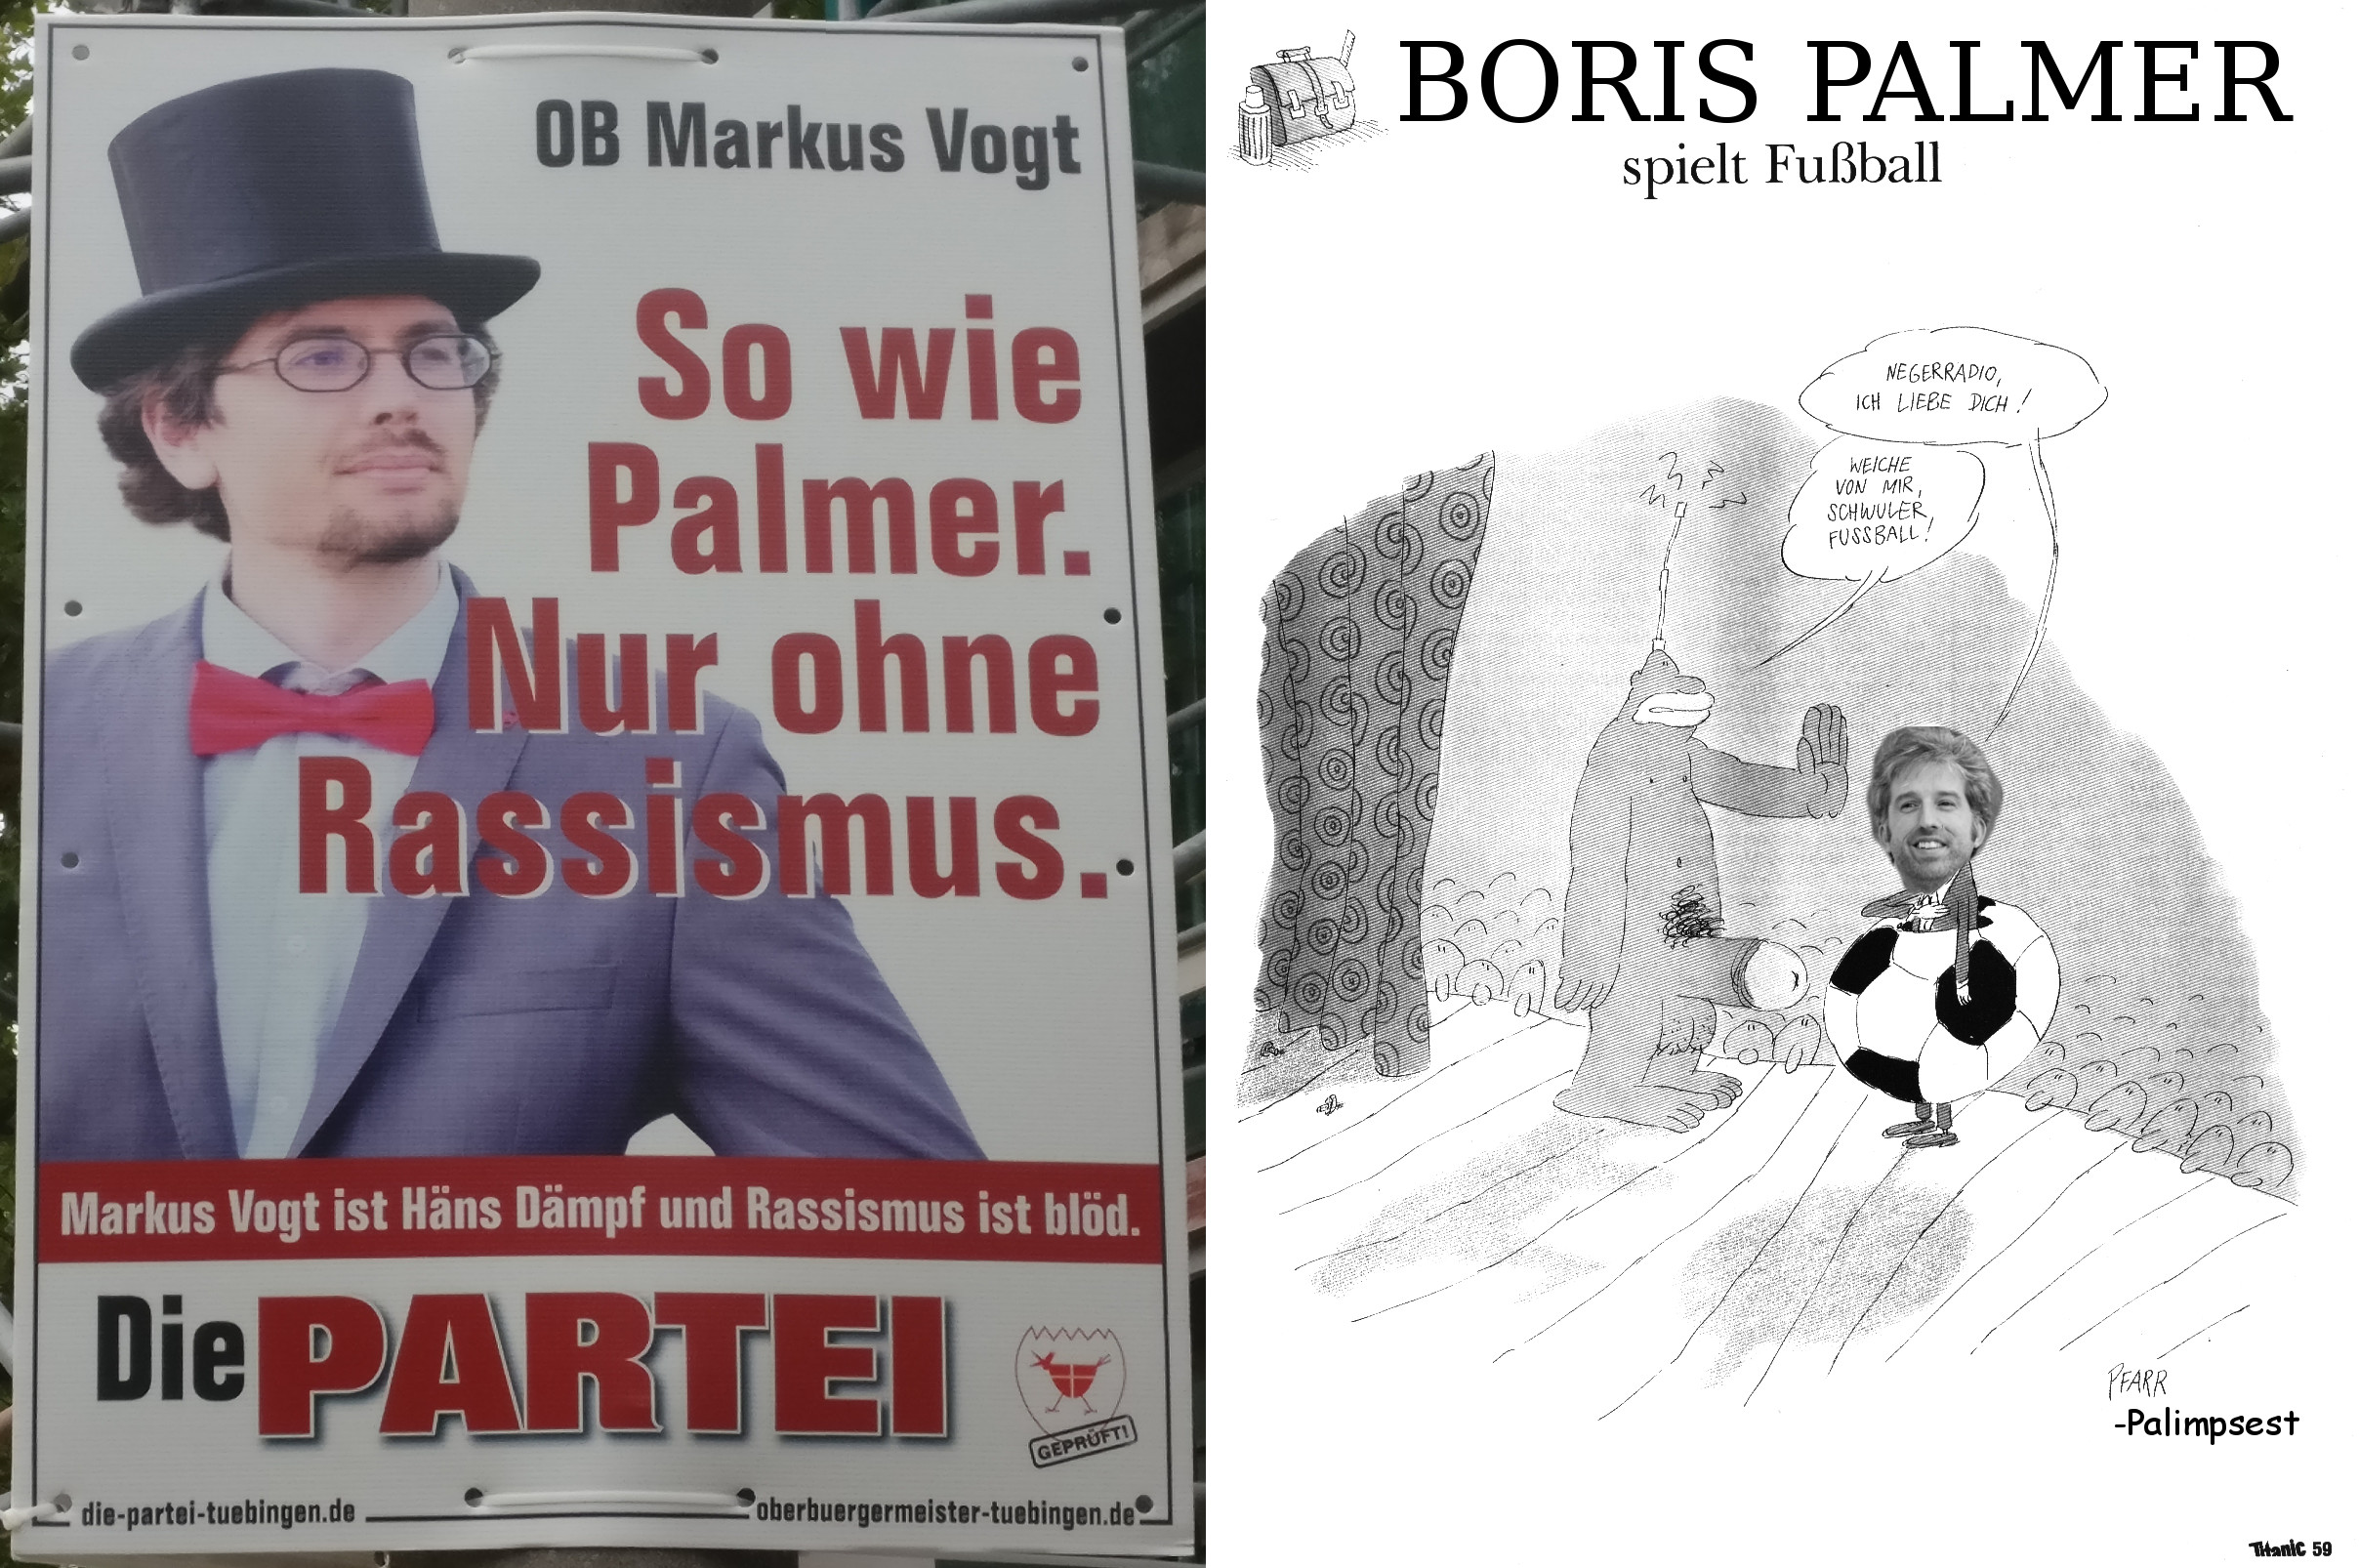 OB Markus Vogt
So wie
Palmer.
Nur ohne
Rassismus.
Markus Vogt ist Häns Dämpf und Rassismus ist blöd.
Die PARTEI
GEPRÜFT!
die-partei-tuebingen.de
oberbuergermeister-tuebingen.de
BORIS PALMER
spielt Fußball
NEGERRADIO,
ICH LIEBE DICH!
WEICHE
VON MIR,
SCHWULER
FUSSBALL!
PFARR
-Palimpsest
Titanic 59